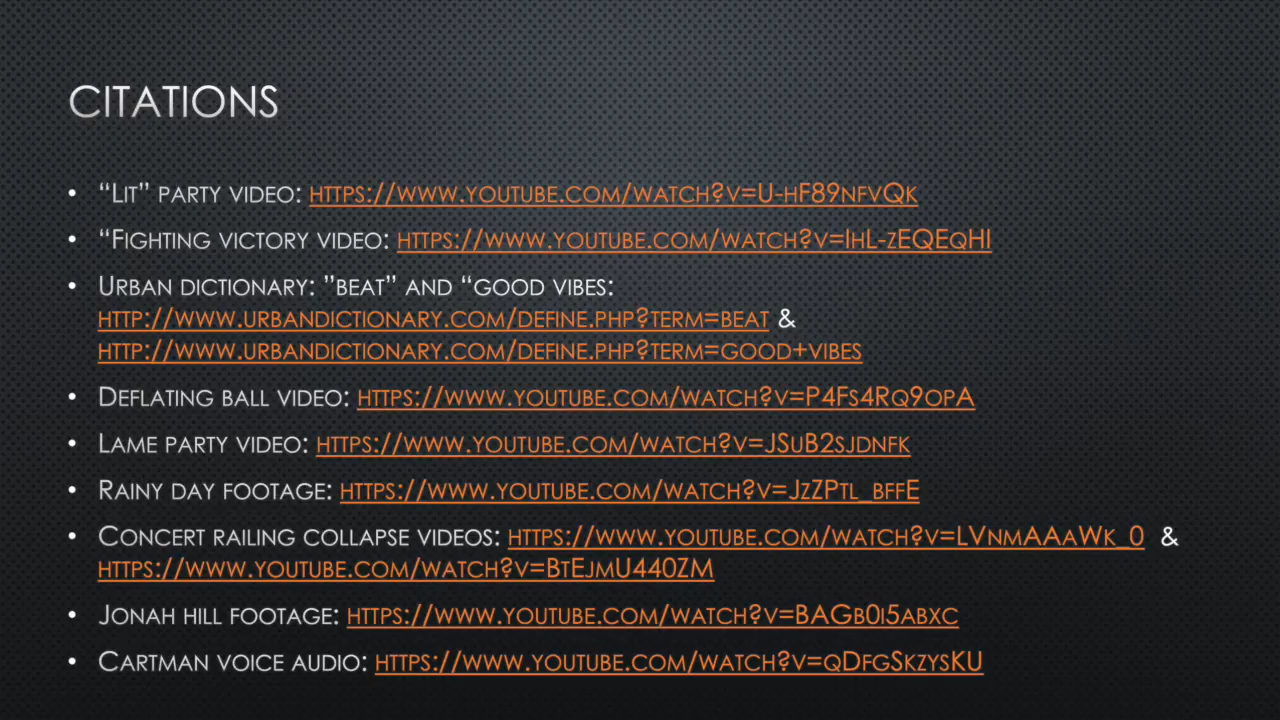 CITATIONS
• “Lit” party video: https://www.youtube.com/watch?v=U-hF89nfvQk
• “Fighting victory video: https://www.youtube.com/watch?v=IhL-zEQEqHI
• Urban dictionary: ”beat” and “good vibes:
http://www.urbandictionary.com/define.php?term=beat &
http://www.urbandictionary.com/define.php?term=good+vibes
• Deflating ball video: https://www.youtube.com/watch?v=P4Fs4Rq9opA
• Lame party video: https://www.youtube.com/watch?v=JSuB2sjdnfk
• Rainy day footage: https://www.youtube.com/watch?v=JzZPtl_bffE
• Concert railing collapse videos: https://www.youtube.com/watch?v=LVnmAAaWk_0 &
https://www.youtube.com/watch?v=BtEjmU440ZM
• Jonah hill footage: https://www.youtube.com/watch?v=BAGb0i5abxc
• Cartman voice audio: https://www.youtube.com/watch?v=qDfgSkzysKU